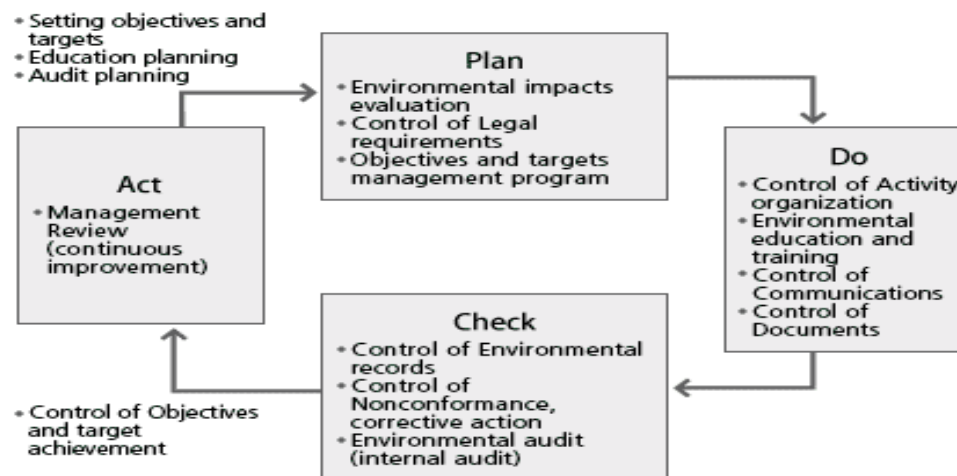 • Setting objectives and
targets
• Education planning
• Audit planning
Plan
• Environmental impacts
evaluation
• Control of Legal
requirements
• Objectives and targets
management program
Do
• Control of Activity
organization
• Environmental
education and
training
• Control of
Communications
• Control of
Documents
Check
• Control of Environmental
records
• Control of
Nonconformance,
corrective action
• Environmental audit
(internal audit)
• Control of Objectives
and target
achievement
Act
• Management
Review
(continuous
improvement)